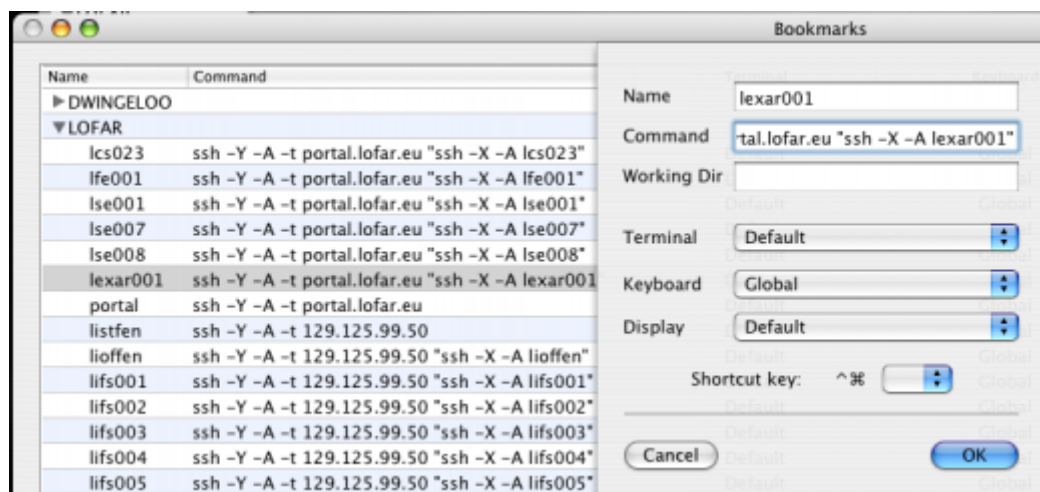 Bookmarks
Name Command
DWINGELOO
LOFAR
lcs023 ssh -Y -A -t portal.lofar.eu "ssh -X -A lcs023"
lfe001 ssh -Y -A -t portal.lofar.eu "ssh -X -A lfe001"
lse001 ssh -Y -A -t portal.lofar.eu "ssh -X -A lse001"
lse007 ssh -Y -A -t portal.lofar.eu "ssh -X -A lse007"
lse008 ssh -Y -A -t portal.lofar.eu "ssh -X -A lse008"
lexar001 ssh -Y -A -t portal.lofar.eu "ssh -X -A lexar001
portal ssh -Y -A -t portal.lofar.eu
listfen ssh -Y -A -t 129.125.99.50
lioffen ssh -Y -A -t 129.125.99.50 "ssh -X -A lioffen"
lifs001 ssh -Y -A -t 129.125.99.50 "ssh -X -A lifs001"
lifs002 ssh -Y -A -t 129.125.99.50 "ssh -X -A lifs002"
lifs003 ssh -Y -A -t 129.125.99.50 "ssh -X -A lifs003"
lifs004 ssh -Y -A -t 129.125.99.50 "ssh -X -A lifs004"
lifs005 ssh -Y -A -t 129.125.99.50 "ssh -X -A lifs005"
Name lexar001
Command rtal.lofar.eu "ssh -X -A lexar001"
Working Dir
Terminal Default
Keyboard Global
Display Default
Shortcut key: ^⌘
Cancel OK